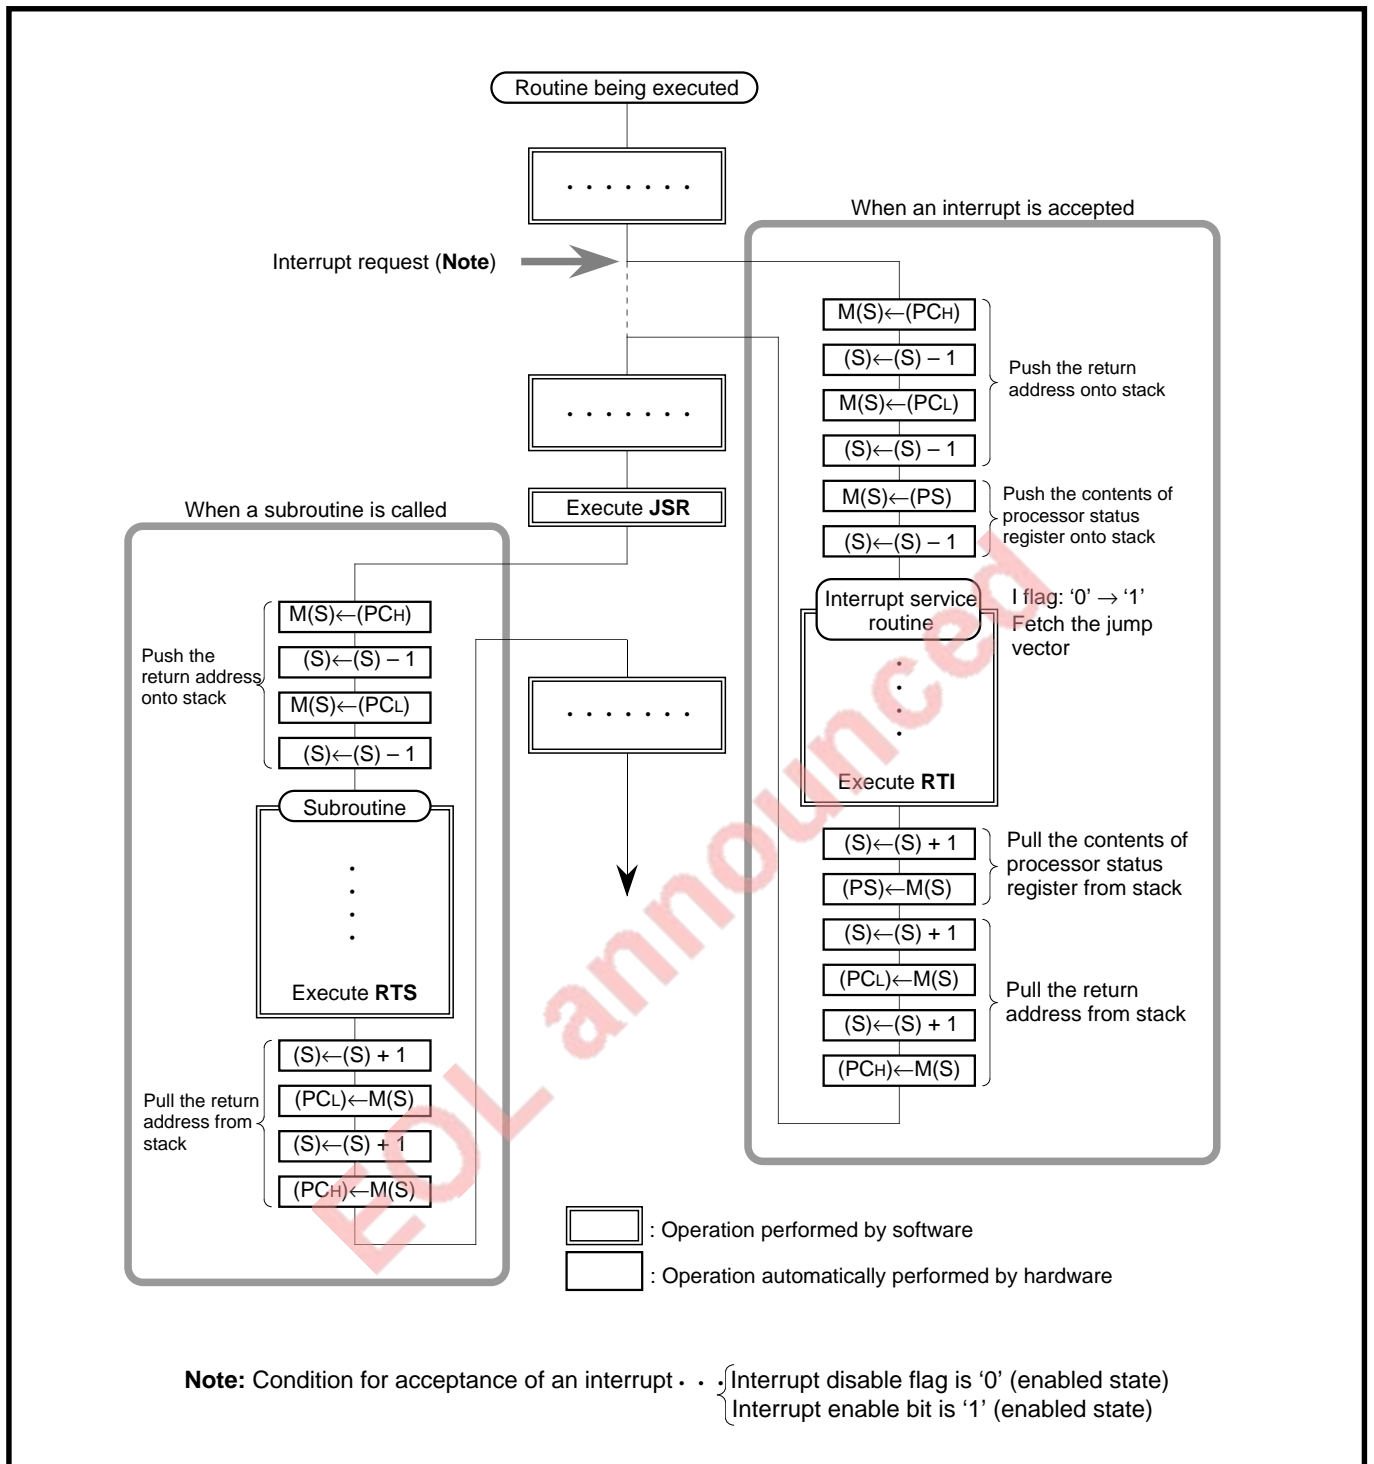 Routine being executed
· · · · · · ·
When an interrupt is accepted
Interrupt request (Note)
M(S)←(PCH)
(S)←(S) – 1
M(S)←(PCL)
(S)←(S) – 1
Push the return
address onto stack
M(S)←(PS)
(S)←(S) – 1
Push the contents of
processor status
register onto stack
Interrupt service
routine
I flag: ‘0’ → ‘1’
Fetch the jump
vector
·
·
·
·
Execute RTI
(S)←(S) + 1
(PS)←M(S)
Pull the contents of
processor status
register from stack
(S)←(S) + 1
(PCL)←M(S)
(S)←(S) + 1
(PCH)←M(S)
Pull the return
address from stack
· · · · · · ·
Execute JSR
When a subroutine is called
M(S)←(PCH)
(S)←(S) – 1
M(S)←(PCL)
(S)←(S) – 1
Push the
return address
onto stack
Subroutine
·
·
·
·
Execute RTS
(S)←(S) + 1
(PCL)←M(S)
(S)←(S) + 1
(PCH)←M(S)
Pull the return
address from
stack
· · · · · · ·
: Operation performed by software
: Operation automatically performed by hardware
Note: Condition for acceptance of an interrupt · · · Interrupt disable flag is ‘0’ (enabled state)
Interrupt enable bit is ‘1’ (enabled state)
EOL announced